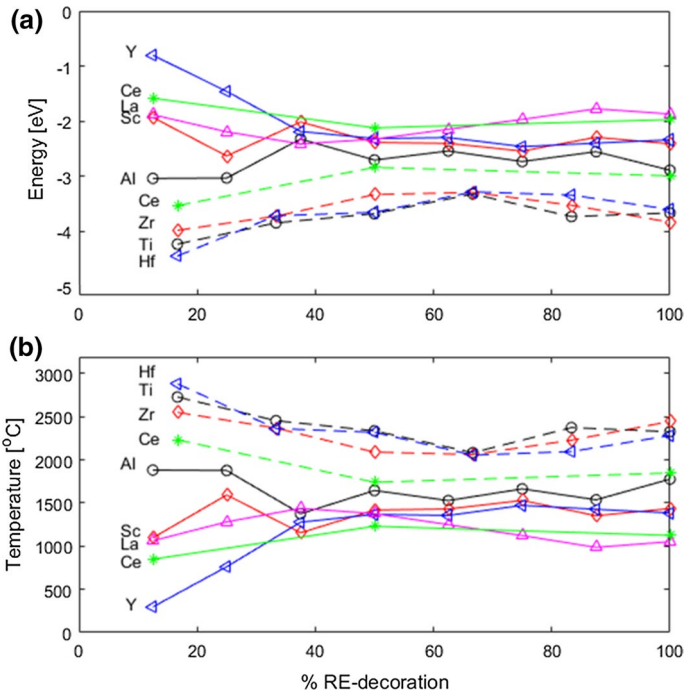 (a)
0
-1
-2
-3
-4
-5
Energy [eV]
Y
Ce
La
Sc
Al
Ce
Zr
Ti
Hf
0 20 40 60 80 100
(b)
3000
2500
2000
1500
1000
500
0
Temperature [°C]
Hf
Ti
Zr
Ce
Al
Sc
La
Ce
Y
0 20 40 60 80 100
% RE-decoration